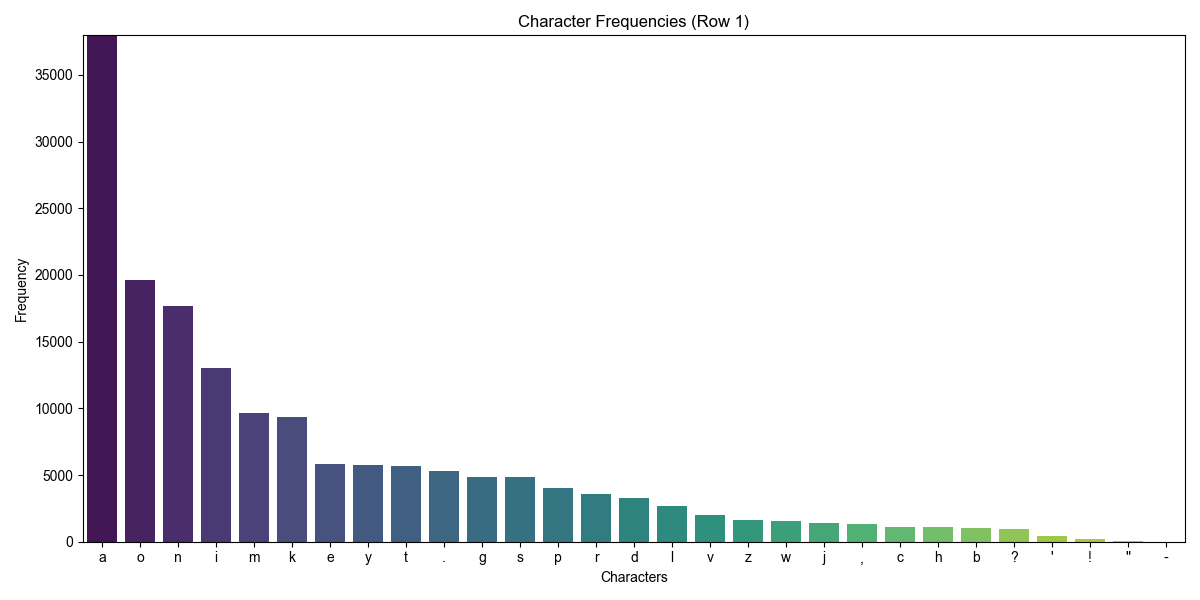 Character Frequencies (Row 1)
Frequency
35000
30000
25000
20000
15000
10000
5000
0
a o n i m k e y t . g s p r d l v z w j , c h b ? ' ! " -
Characters